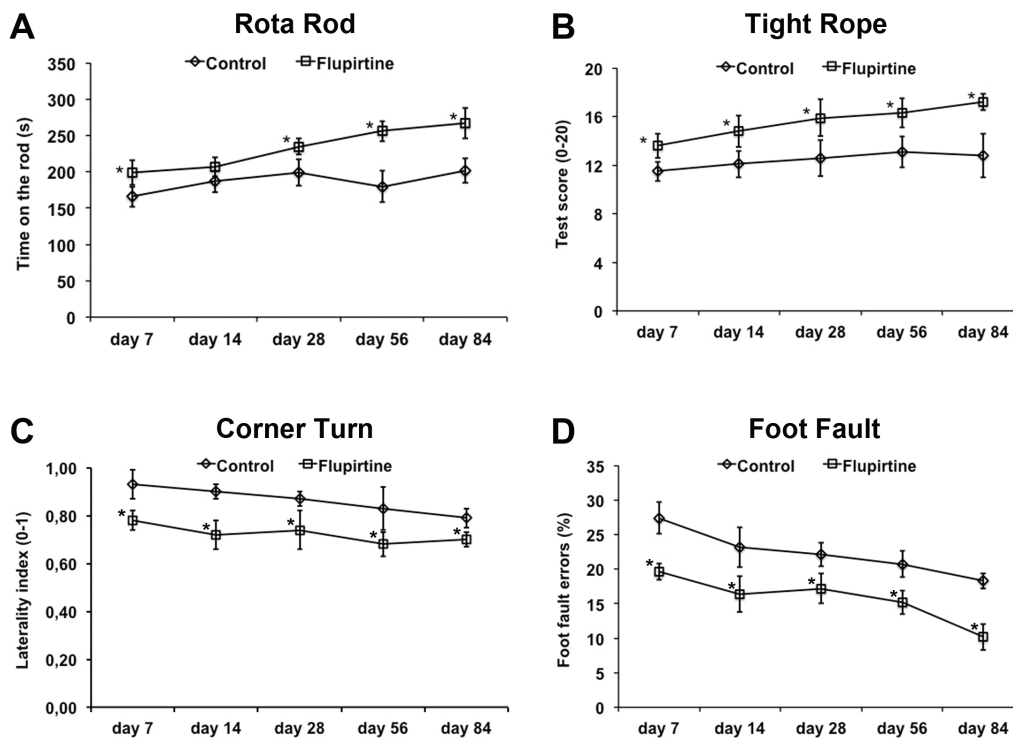 A
Rota Rod
Control
Flupirtine
Time on the rod (s)
350
300
250
200
150
100
50
0
*
*
*
*
day 7 day 14 day 28 day 56 day 84
B
Tight Rope
Control
Flupirtine
Test score (0-20)
20
16
12
8
4
0
*
*
*
*
*
day 7 day 14 day 28 day 56 day 84
C
Corner Turn
Control
Flupirtine
Laterality index (0-1)
1,00
0,80
0,60
0,40
0,20
0,00
*
*
*
*
*
day 7 day 14 day 28 day 56 day 84
D
Foot Fault
Control
Flupirtine
Foot fault errors (%)
35
30
25
20
15
10
5
0
*
*
*
*
*
day 7 day 14 day 28 day 56 day 84